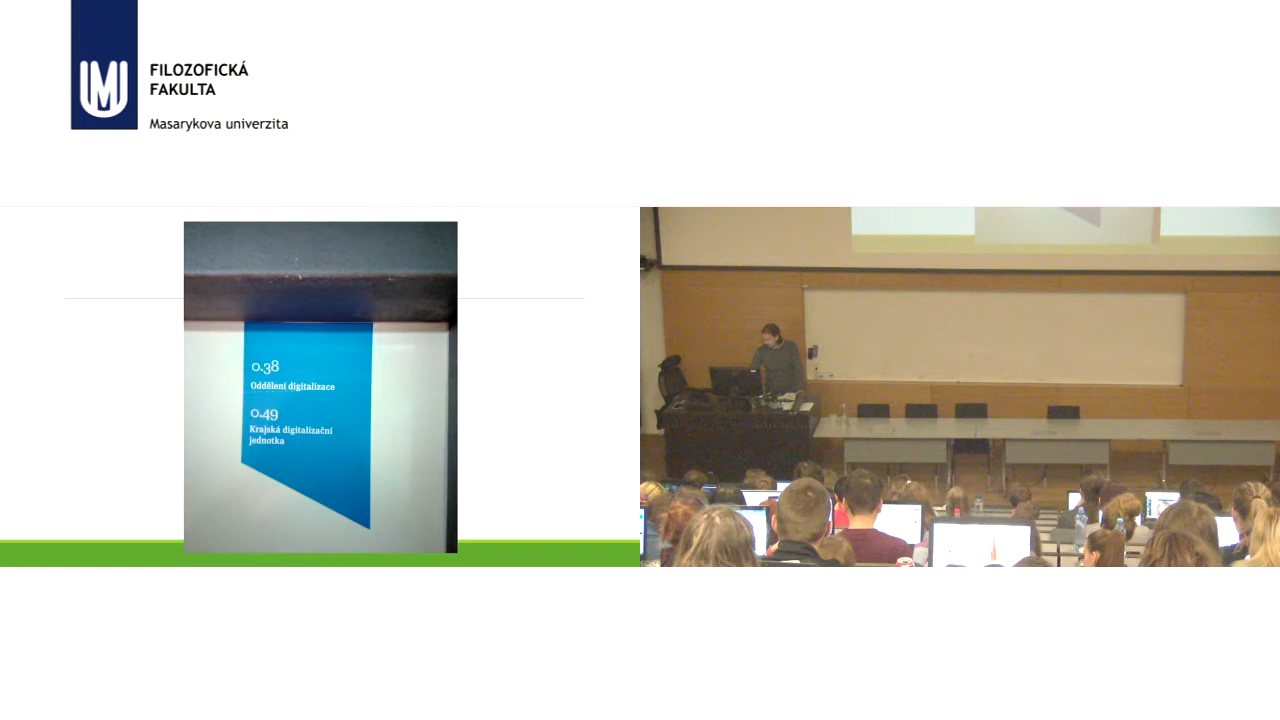 FILOZOFICKÁ
FAKULTA
Masarykova univerzita
0.38
Oddělení digitalizace
0.49
Krajská digitalizační
jednotka